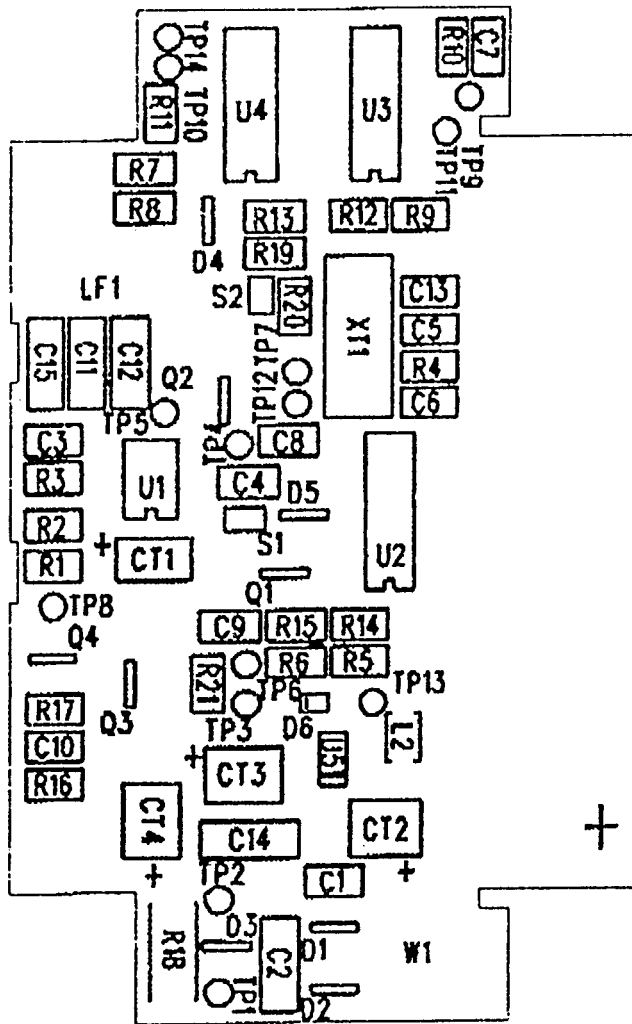 TP14
TP10
R11
U4
U3
R10
C7
TP9
TP11
R7
R8
D4
R13
R19
R12
R9
LF1
S2
R20
XT1
C13
C5
R4
C6
C15
C11
C12
Q2
TP7
TP12
TP5
TP4
C8
C3
R3
U1
C4
D5
S1
U2
R2
R1
+
CT1
Q1
TP8
Q4
C9
R15
R14
R6
R5
R21
TP6
TP13
R17
Q3
TP3
D6
L2
C10
R16
+
CT3
CT4
CT2
C14
+
+
TP2
C1
R18
D3
C2
D1
W1
TP1
D2